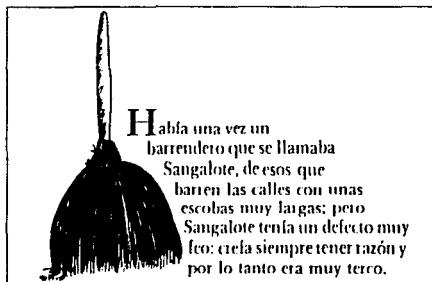 Había una vez un
barrendero que se llamaba
Sangalote, de esos que
barren las calles con unas
escobas muy largas; pero
Sangalote tenía un defecto muy
feo: creía siempre tener razón y
por lo tanto era muy terco.